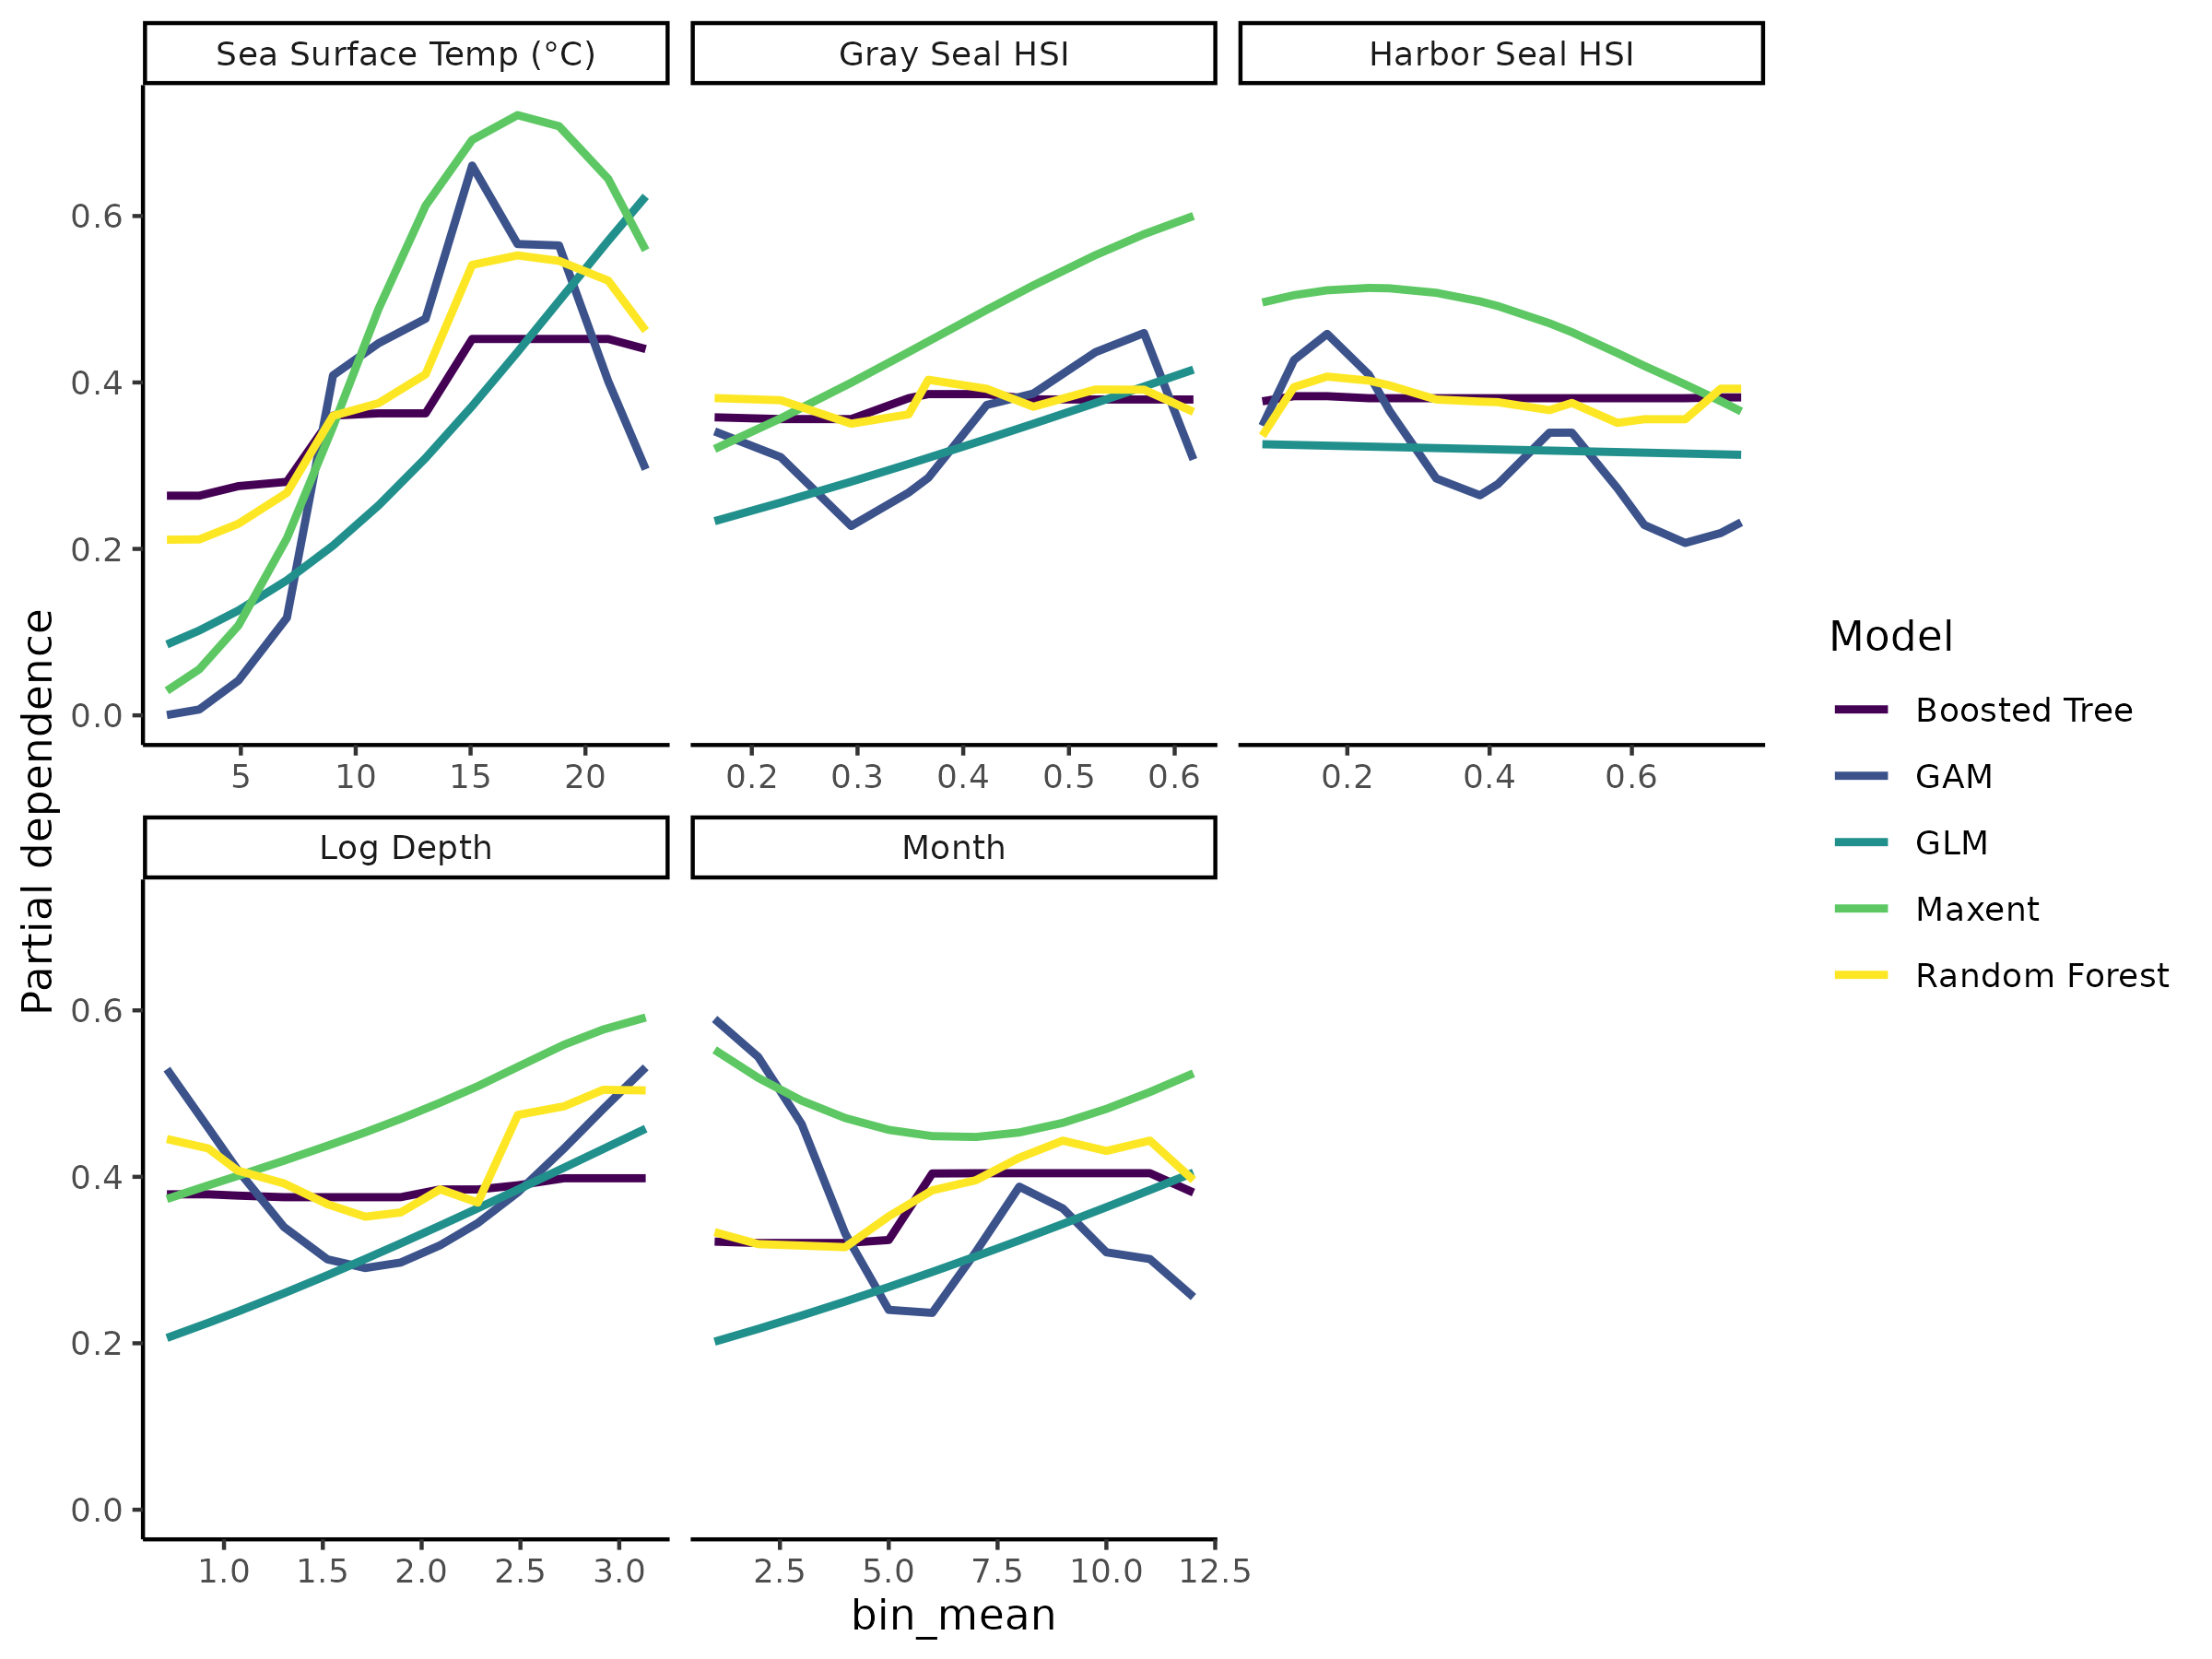 Sea Surface Temp (°C)
Gray Seal HSI
Harbor Seal HSI
0.6
0.4
0.2
0.0
5 10 15 20
0.2 0.3 0.4 0.5 0.6
0.2 0.4 0.6
Log Depth
Month
0.6
0.4
0.2
0.0
1.0 1.5 2.0 2.5 3.0
2.5 5.0 7.5 10.0 12.5
Partial dependence
bin_mean
Model
Boosted Tree
GAM
GLM
Maxent
Random Forest